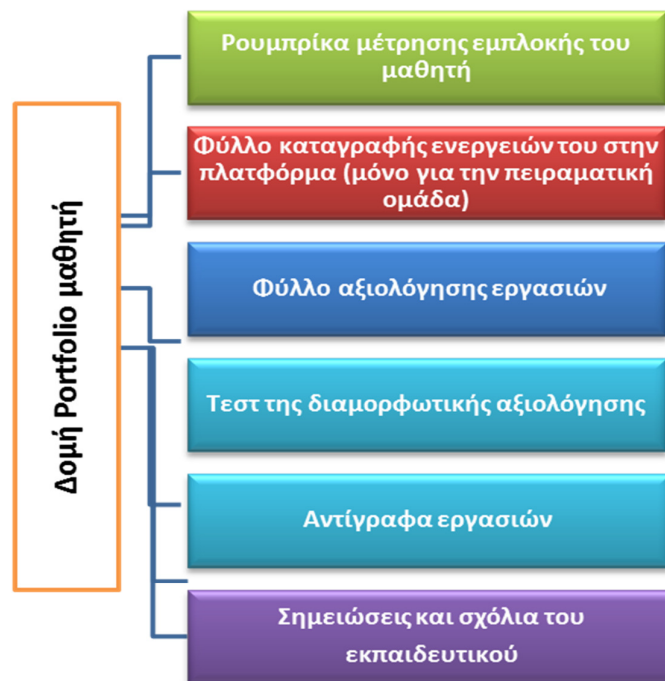 Δομή Portfolio μαθητή
Ρουμπρίκα μέτρησης εμπλοκής του
μαθητή
Φύλλο καταγραφής ενεργειών του στην
πλατφόρμα (μόνο για την πειραματική
ομάδα)
Φύλλο αξιολόγησης εργασιών
Τεστ της διαμορφωτικής αξιολόγησης
Αντίγραφα εργασιών
Σημειώσεις και σχόλια του
εκπαιδευτικού